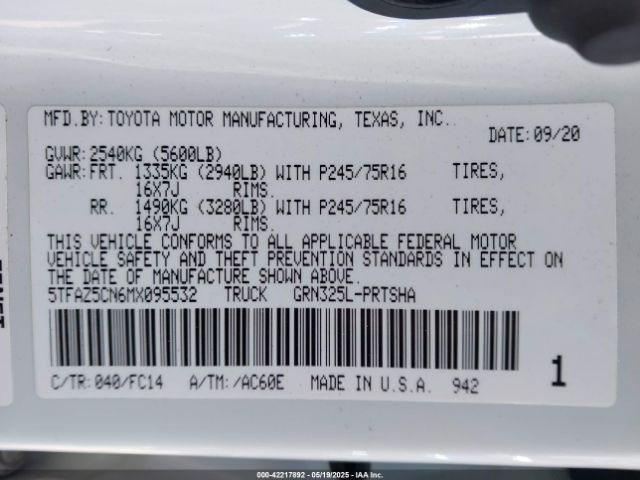 MFD.BY: TOYOTA MOTOR MANUFACTURING, TEXAS, INC.
DATE: 09/20
GVWR: 2540KG (5600LB)
GAWR: FRT. 1335KG (2940LB) WITH P245/75R16 TIRES,
16X7J RIMS.
RR. 1490KG (3280LB) WITH P245/75R16 TIRES,
16X7J RIMS.
THIS VEHICLE CONFORMS TO ALL APPLICABLE FEDERAL MOTOR
VEHICLE SAFETY AND THEFT PREVENTION STANDARDS IN EFFECT ON
THE DATE OF MANUFACTURE SHOWN ABOVE.
5TFAZ5CN6MX095532 TRUCK GRN325L-PRTSHA
C/TR: 040/FC14 A/TM: /AC60E MADE IN U.S.A. 942 1
000-42217892 - 05/19/2025 - IAAI.COM